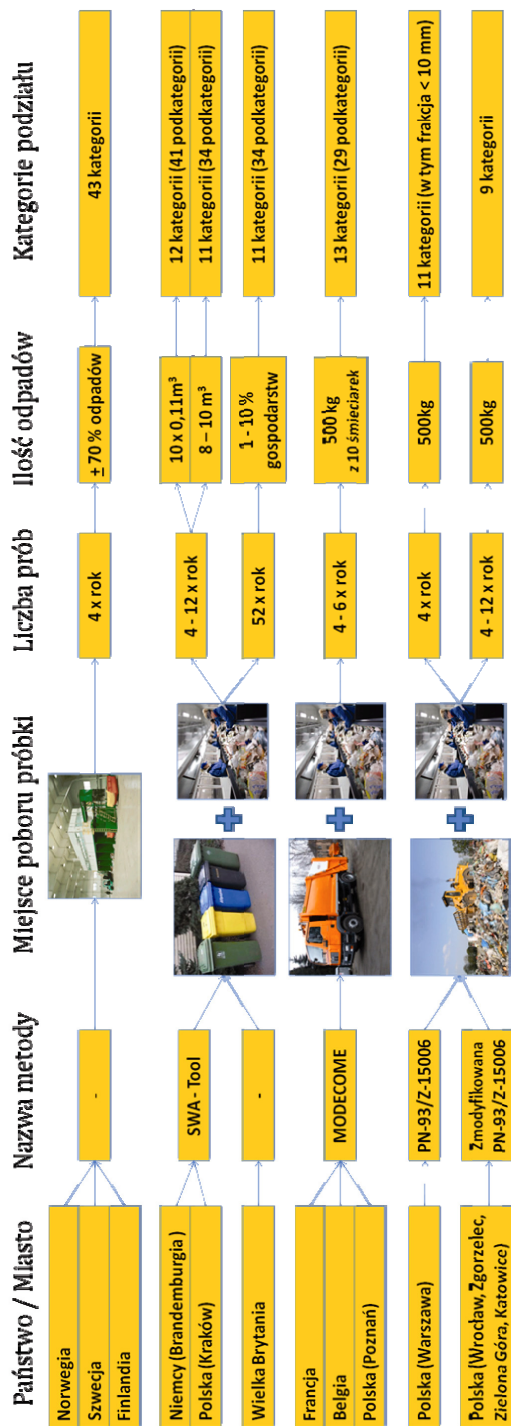 Państwo / Miasto
Nazwa metody
Miejsce poboru próbki
Liczba prób
Ilość odpadów
Kategorie podziału
Norwegia
Szwecja
Finlandia
-
4 x rok
± 70 % odpadów
43 kategorii
Niemcy (Brandemburgia )
Polska (Kraków)
SWA - Tool
4 - 12 x rok
10 x 0,11m³
8 – 10 m³
12 kategorii (41 podkategorii)
11 kategorii (34 podkategorii)
Wielka Brytania
-
52 x rok
1 - 10 %
gospodarstw
11 kategorii (34 podkategorii)
Francja
Belgia
Polska (Poznań)
MODECOME
4 - 6 x rok
500 kg
z 10 śmieciarek
13 kategorii (29 podkategorii)
Polska (Warszawa)
PN-93/Z-15006
4 x rok
500kg
11 kategorii (w tym frakcja < 10 mm)
Polska (Wrocław, Zgorzelec,
Zielona Góra, Katowice)
Zmodyfikowana
PN-93/Z-15006
4 - 12 x rok
500kg
9 kategorii